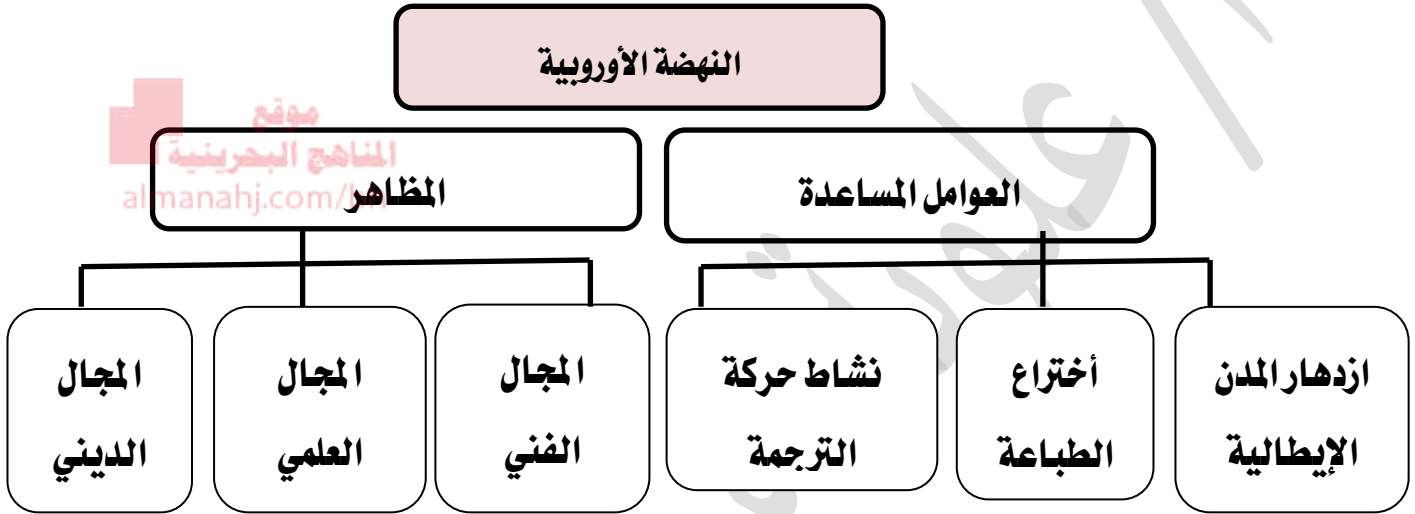 النهضة الأوروبية
موقع
المناهج البحرينية
almanahj.com/bh
العوامل المساعدة
المظاهر
ازدهار المدن
الإيطالية
أختراع
الطباعة
نشاط حركة
الترجمة
المجال
الفني
المجال
العلمي
المجال
الديني